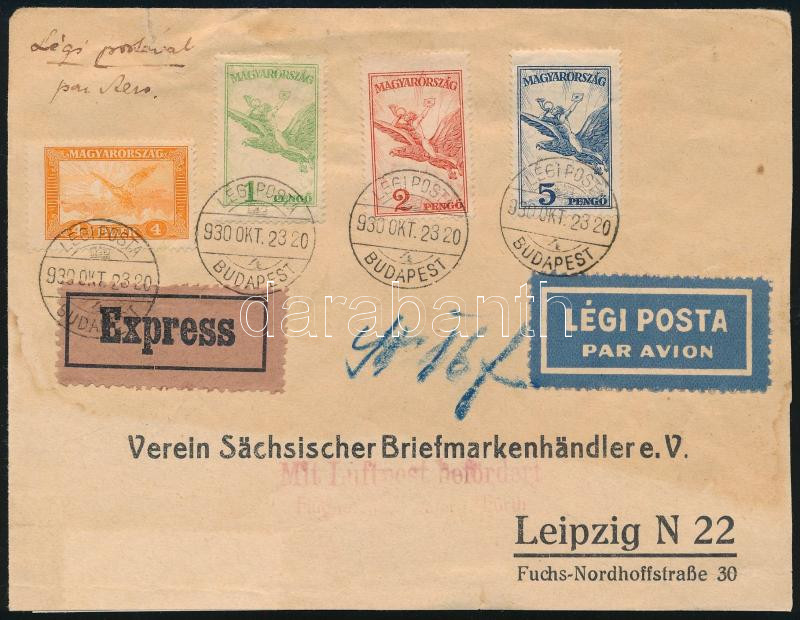 Légi postával
par Aero.
MAGYARORSZÁG
1 PENGŐ
MAGYARORSZÁG
2 PENGŐ
MAGYARORSZÁG
5 PENGŐ
MAGYARORSZÁG
4 4
LÉGI POSTA
930 OKT. 23 20
BUDAPEST
LÉGI POSTA
930 OKT. 23 20
BUDAPEST
LÉGI POSTA
930 OKT. 23 20
BUDAPEST
LÉGI POSTA
930 OKT. 23 20
BUDAPEST
Express
darabanth
LÉGI POSTA
PAR AVION
Verein Sächsischer Briefmarkenhändler e. V.
Mit Luftpost befördert
Leipzig N 22
Fuchs-Nordhoffstraße 30